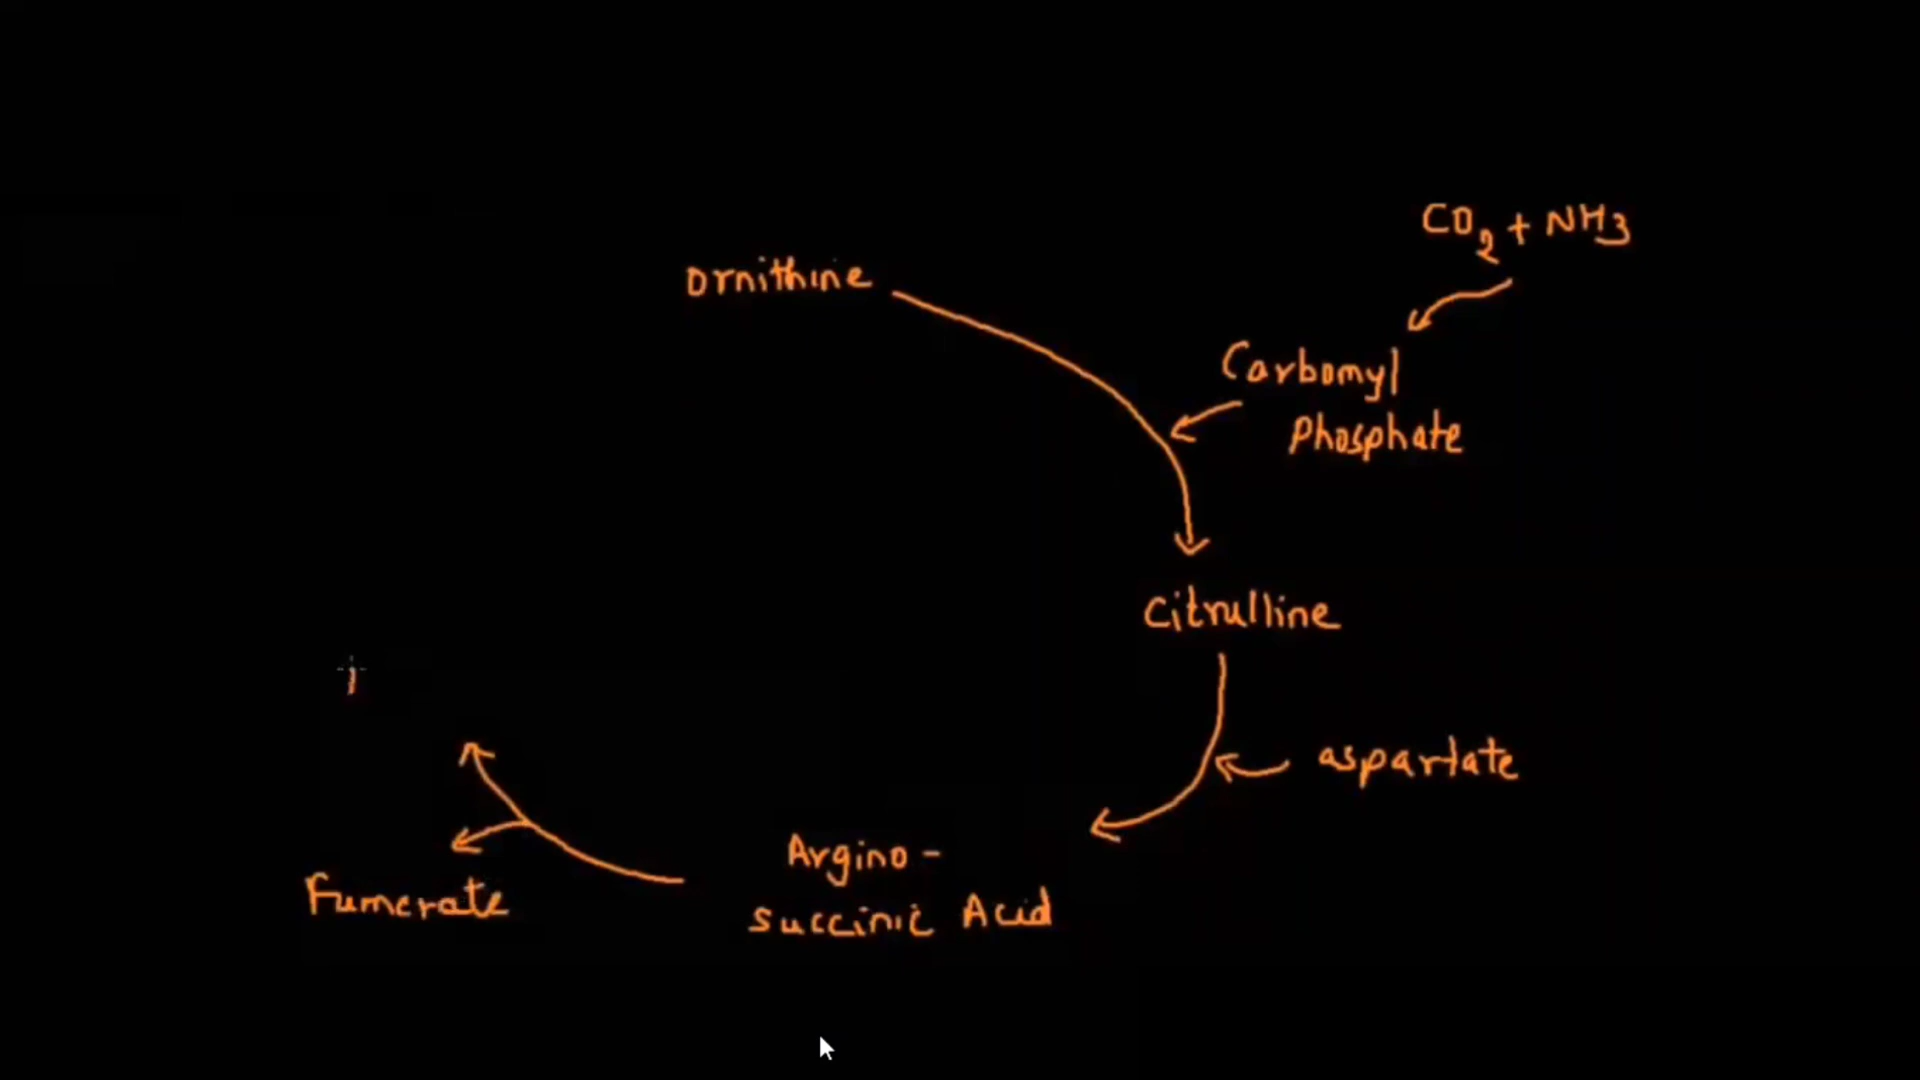 CO2 + NH3
Ornithine
Carbomyl
Phosphate
Citrulline
aspartate
Argino -
Succinic Acid
Fumerate